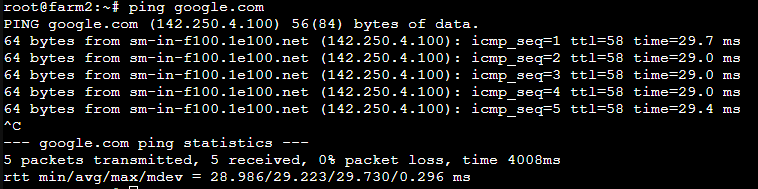 root@farm2:~# ping google.com
PING google.com (142.250.4.100) 56(84) bytes of data.
64 bytes from sm-in-f100.1e100.net (142.250.4.100): icmp_seq=1 ttl=58 time=29.7 ms
64 bytes from sm-in-f100.1e100.net (142.250.4.100): icmp_seq=2 ttl=58 time=29.0 ms
64 bytes from sm-in-f100.1e100.net (142.250.4.100): icmp_seq=3 ttl=58 time=29.0 ms
64 bytes from sm-in-f100.1e100.net (142.250.4.100): icmp_seq=4 ttl=58 time=29.0 ms
64 bytes from sm-in-f100.1e100.net (142.250.4.100): icmp_seq=5 ttl=58 time=29.4 ms
^C
--- google.com ping statistics ---
5 packets transmitted, 5 received, 0% packet loss, time 4008ms
rtt min/avg/max/mdev = 28.986/29.223/29.730/0.296 ms